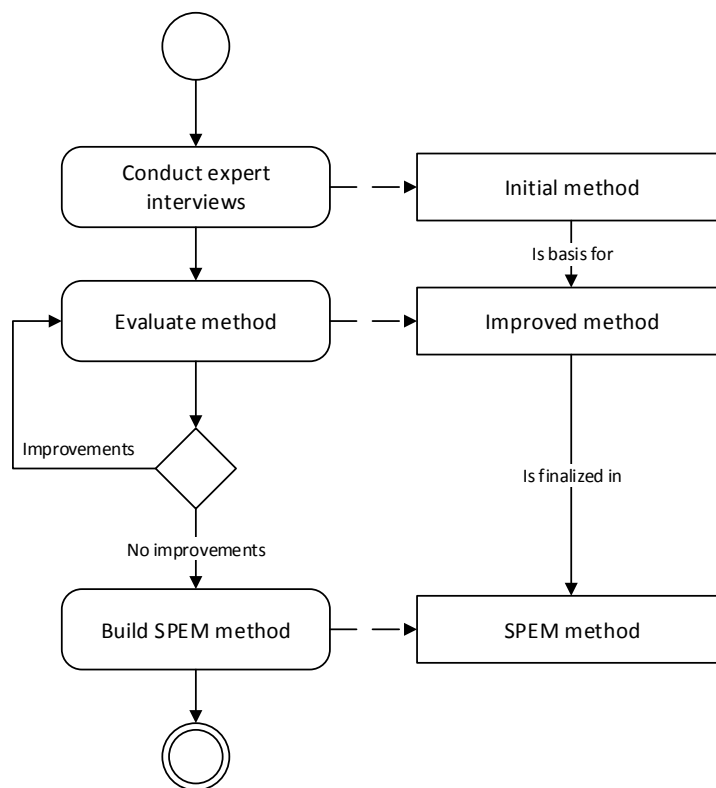 Conduct expert
interviews
Initial method
Is basis for
Evaluate method
Improved method
Improvements
Is finalized in
No improvements
Build SPEM method
SPEM method